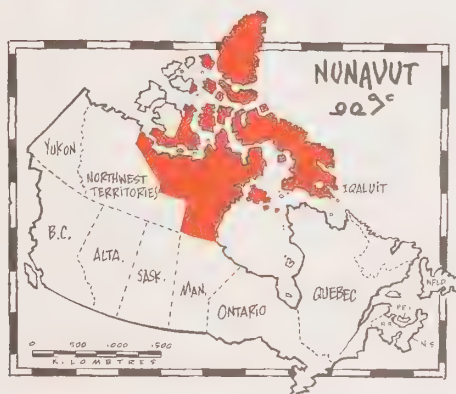 NUNAVUT
ᓄᓇᕗᑦ
YUKON
NORTHWEST
TERRITORIES
IQALUIT
B.C.
ALTA.
SASK.
MAN.
ONTARIO
QUEBEC
NFLD
P.E.I.
N.B.
N.S.
0 500 1000 1500
KILOMETRES